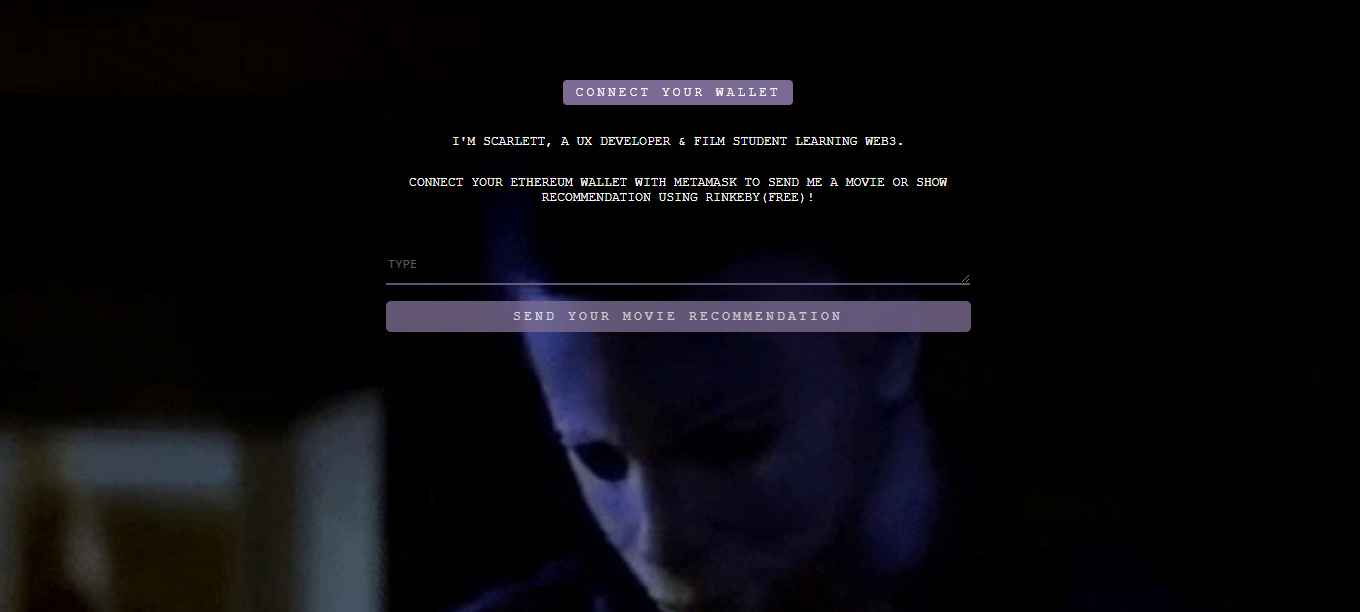 CONNECT YOUR WALLET
I'M SCARLETT, A UX DEVELOPER & FILM STUDENT LEARNING WEB3.
CONNECT YOUR ETHEREUM WALLET WITH METAMASK TO SEND ME A MOVIE OR SHOW
RECOMMENDATION USING RINKEBY(FREE)!
TYPE
SEND YOUR MOVIE RECOMMENDATION